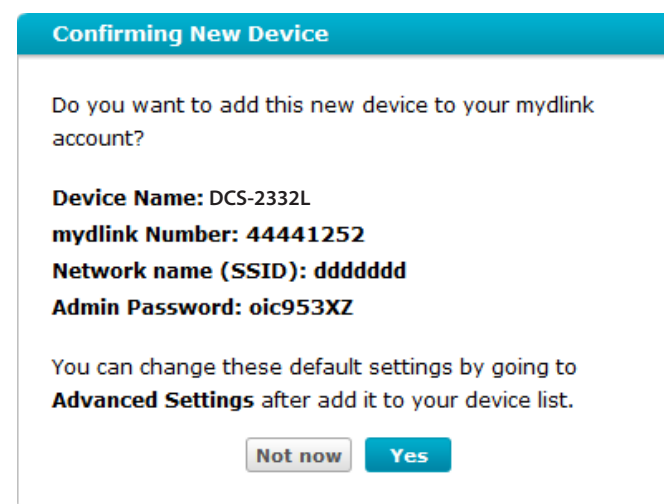 Confirming New Device
Do you want to add this new device to your mydlink
account?
Device Name: DCS-2332L
mydlink Number: 44441252
Network name (SSID): ddddddd
Admin Password: oic953XZ
You can change these default settings by going to
Advanced Settings after add it to your device list.
Not now Yes